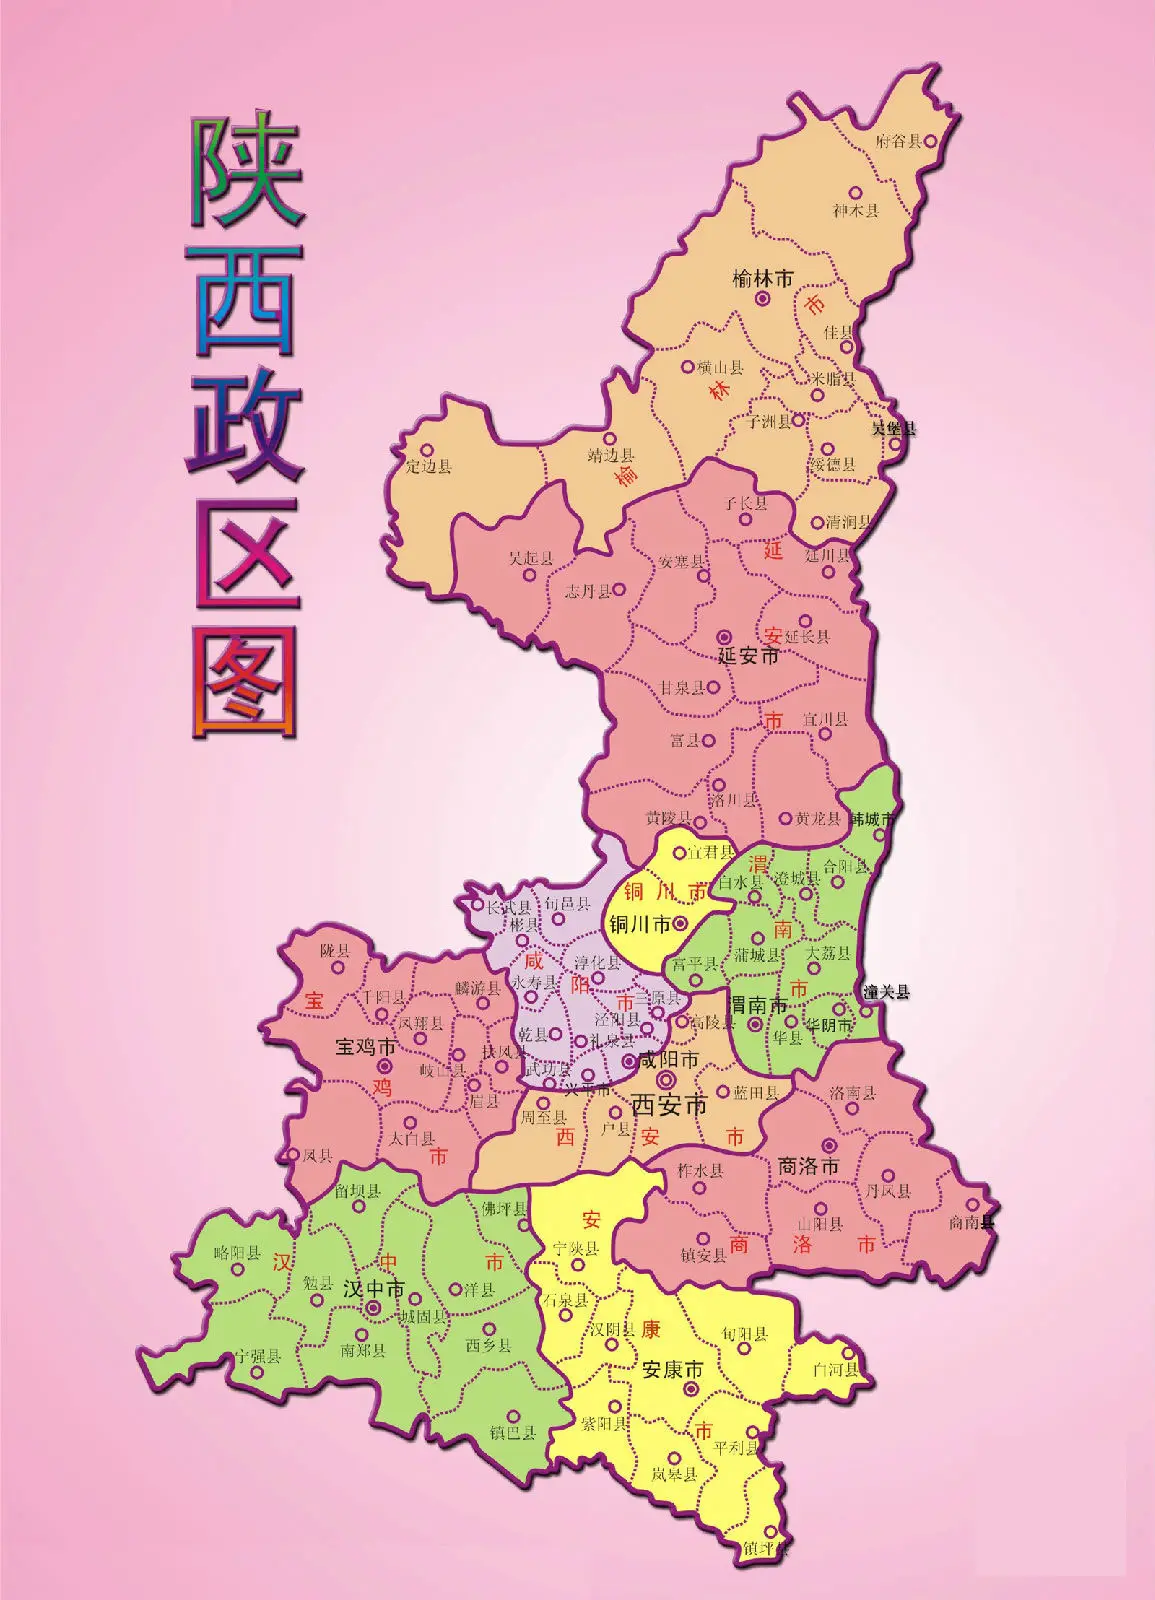 陕西政区图
府谷县
神木县
榆林市
市
佳县
横山县
米脂县
林
子洲县
吴堡县
靖边县
定边县
绥德县
榆
子长县
清涧县
延
延川县
吴起县
安塞县
志丹县
安
延长县
延安市
甘泉县
市
宜川县
富县
洛川县
黄陵县
黄龙县
韩城市
宜君县
渭
合阳县
白水县
澄城县
铜川市
长武县
旬邑县
铜川市
彬县
南
蒲城县
大荔县
陇县
咸
淳化县
富平县
麟游县
永寿县
阳
市
三原县
市
潼关县
宝
千阳县
渭南市
凤翔县
泾阳县
高陵县
华阴市
乾县
礼泉县
华县
宝鸡市
扶风县
咸阳市
岐山县
武功县
兴平市
鸡
眉县
西安市
蓝田县
洛南县
周至县
户县
太白县
西
安
市
市
凤县
商洛市
柞水县
留坝县
丹凤县
佛坪县
安
山阳县
商南县
略阳县
宁陕县
镇安县
商
洛
市
汉
中
市
勉县
汉中市
洋县
石泉县
城固县
汉阴县
康
旬阳县
南郑县
西乡县
宁强县
安康市
白河县
紫阳县
镇巴县
市
平利县
岚皋县
镇坪县